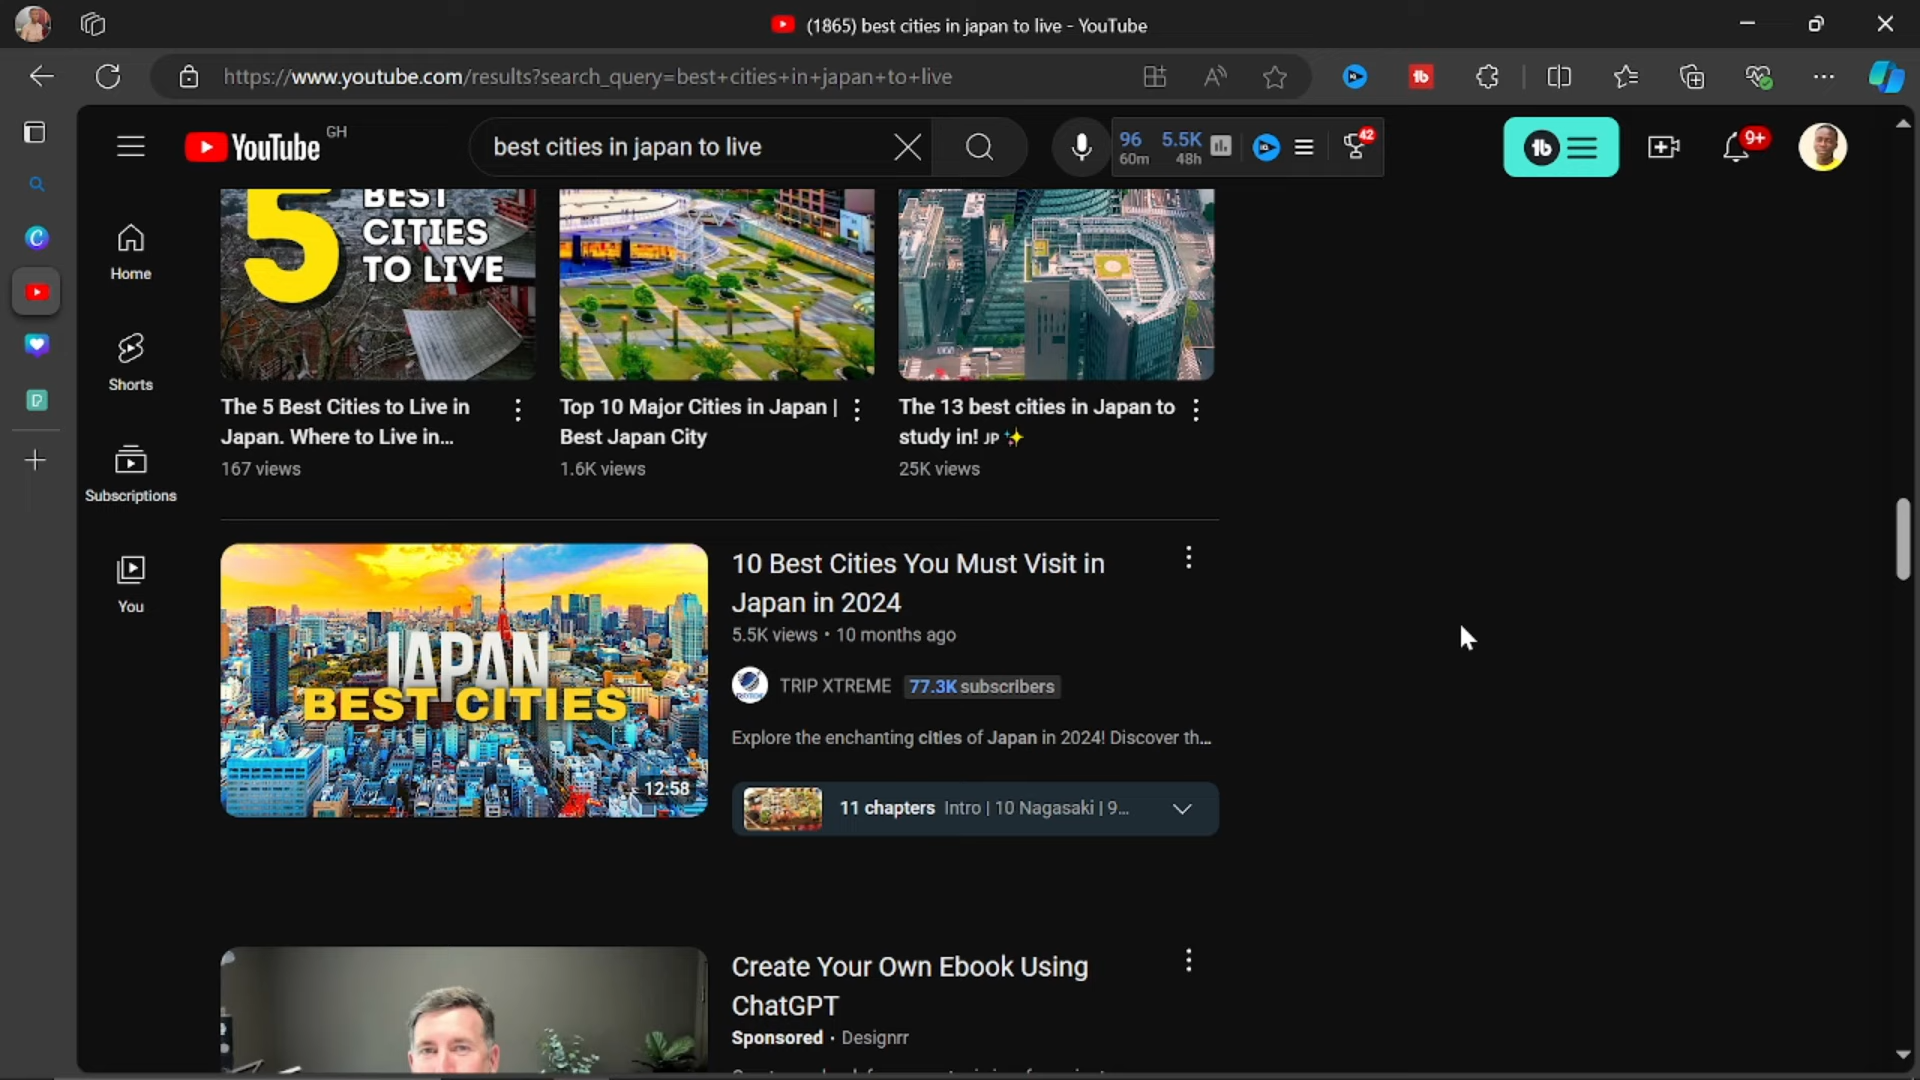 (1865) best cities in japan to live - YouTube
https://www.youtube.com/results?search_query=best+cities+in+japan+to+live
YouTube GH
best cities in japan to live
96 60m
5.5K 48h
42
tb
9+
Home
Shorts
Subscriptions
You
5 BEST
CITIES
TO LIVE
The 5 Best Cities to Live in
Japan. Where to Live in...
167 views
Top 10 Major Cities in Japan |
Best Japan City
1.6K views
The 13 best cities in Japan to
study in! JP ✨
25K views
JAPAN
BEST CITIES
12:58
10 Best Cities You Must Visit in
Japan in 2024
5.5K views • 10 months ago
TRIP XTREME 77.3K subscribers
Explore the enchanting cities of Japan in 2024! Discover th...
11 chapters Intro | 10 Nagasaki | 9...
Create Your Own Ebook Using
ChatGPT
Sponsored · Designrr